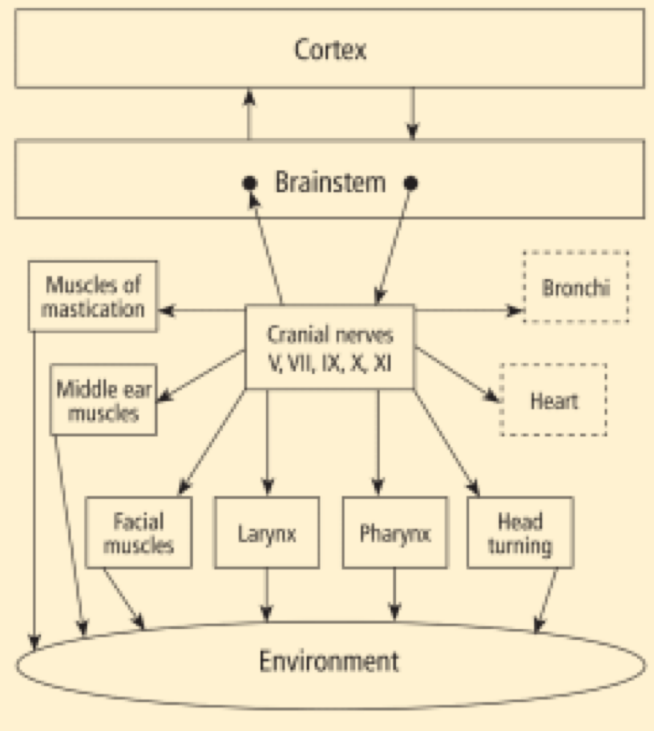 Cortex
Brainstem
Muscles of
mastication
Bronchi
Cranial nerves
V, VII, IX, X, XI
Middle ear
muscles
Heart
Facial
muscles
Larynx
Pharynx
Head
turning
Environment